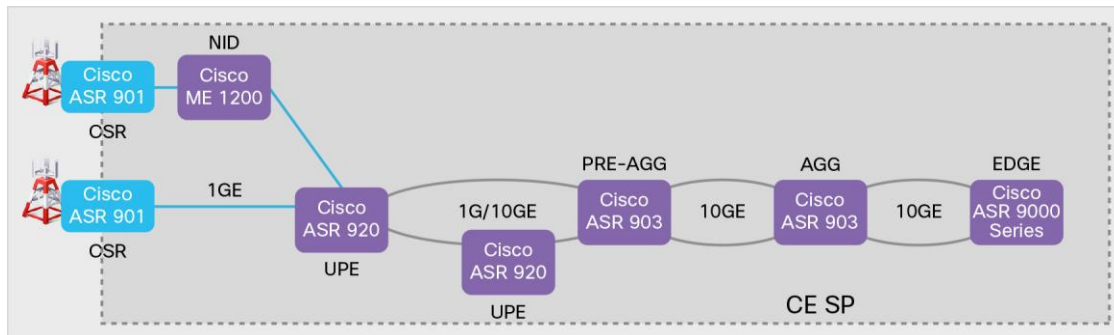 NID
Cisco
ASR 901
Cisco
ME 1200
CSR
PRE-AGG
AGG
EDGE
Cisco
ASR 901
1GE
Cisco
ASR 920
1G/10GE
Cisco
ASR 903
10GE
Cisco
ASR 903
10GE
Cisco
ASR 9000
Series
CSR
UPE
Cisco
ASR 920
UPE
CE SP